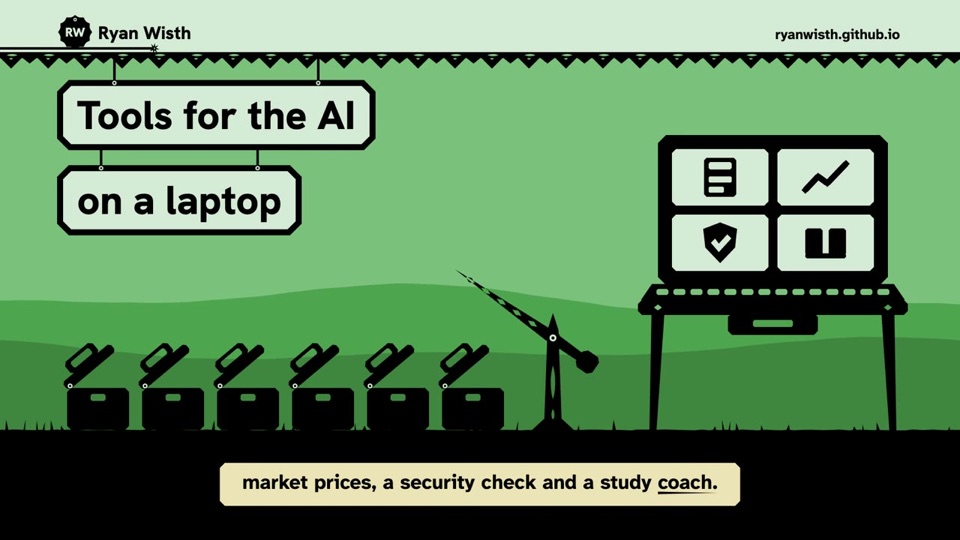 RW Ryan Wisth
ryanwisth.github.io
Tools for the AI
on a laptop
market prices, a security check and a study coach.